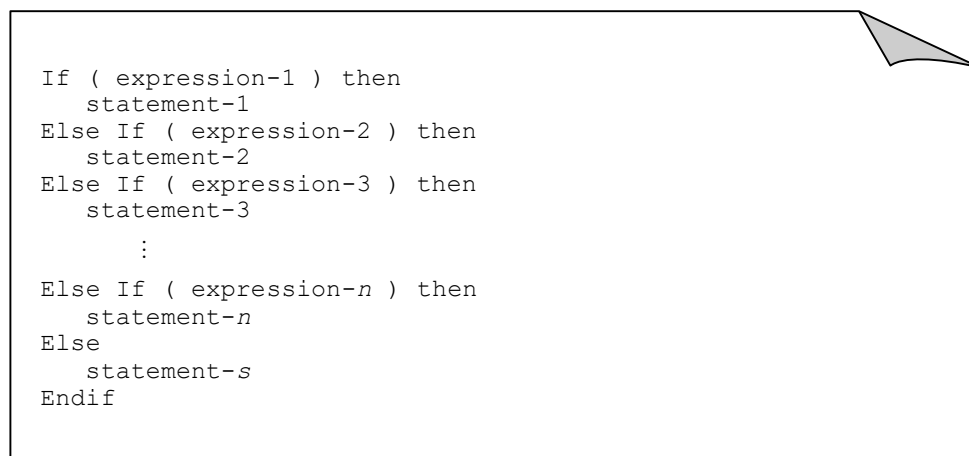 If ( expression-1 ) then
   statement-1
Else If ( expression-2 ) then
   statement-2
Else If ( expression-3 ) then
   statement-3
      ⋮
Else If ( expression-n ) then
   statement-n
Else
   statement-s
Endif